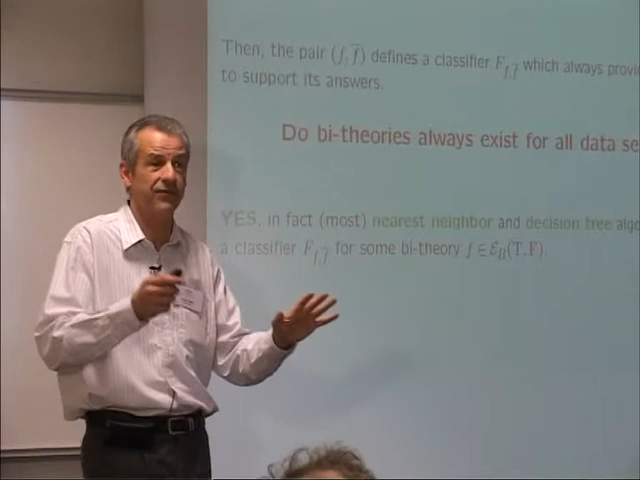 Then, the pair (f, f̄) defines a classifier F_{f,f̄} which always provi
to support its answers.
Do bi-theories always exist for all data se
YES, in fact (most) nearest neighbor and decision tree algo
a classifier F_{f,f̄} for some bi-theory f ∈ ℰ_B(T,F).